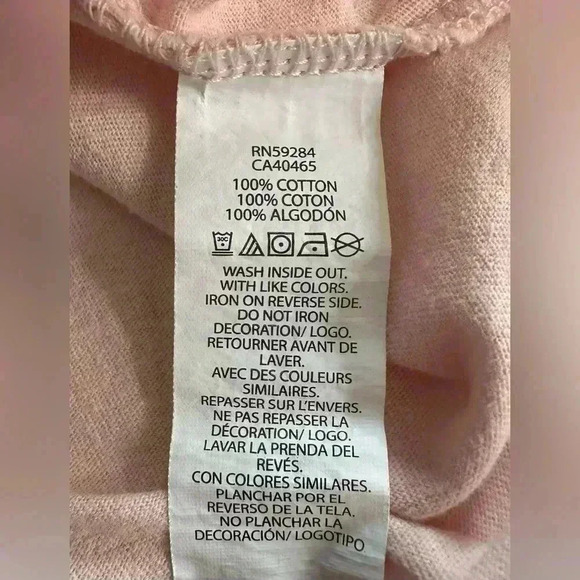 RN59284
CA40465
100% COTTON
100% COTON
100% ALGODÓN
30C
WASH INSIDE OUT.
WITH LIKE COLORS.
IRON ON REVERSE SIDE.
DO NOT IRON
DECORATION/ LOGO.
RETOURNER AVANT DE
LAVER.
AVEC DES COULEURS
SIMILAIRES.
REPASSER SUR L'ENVERS.
NE PAS REPASSER LA
DÉCORATION/ LOGO.
LAVAR LA PRENDA DEL
REVÉS.
CON COLORES SIMILARES.
PLANCHAR POR EL
REVERSO DE LA TELA.
NO PLANCHAR LA
DECORACIÓN/ LOGOTIPO